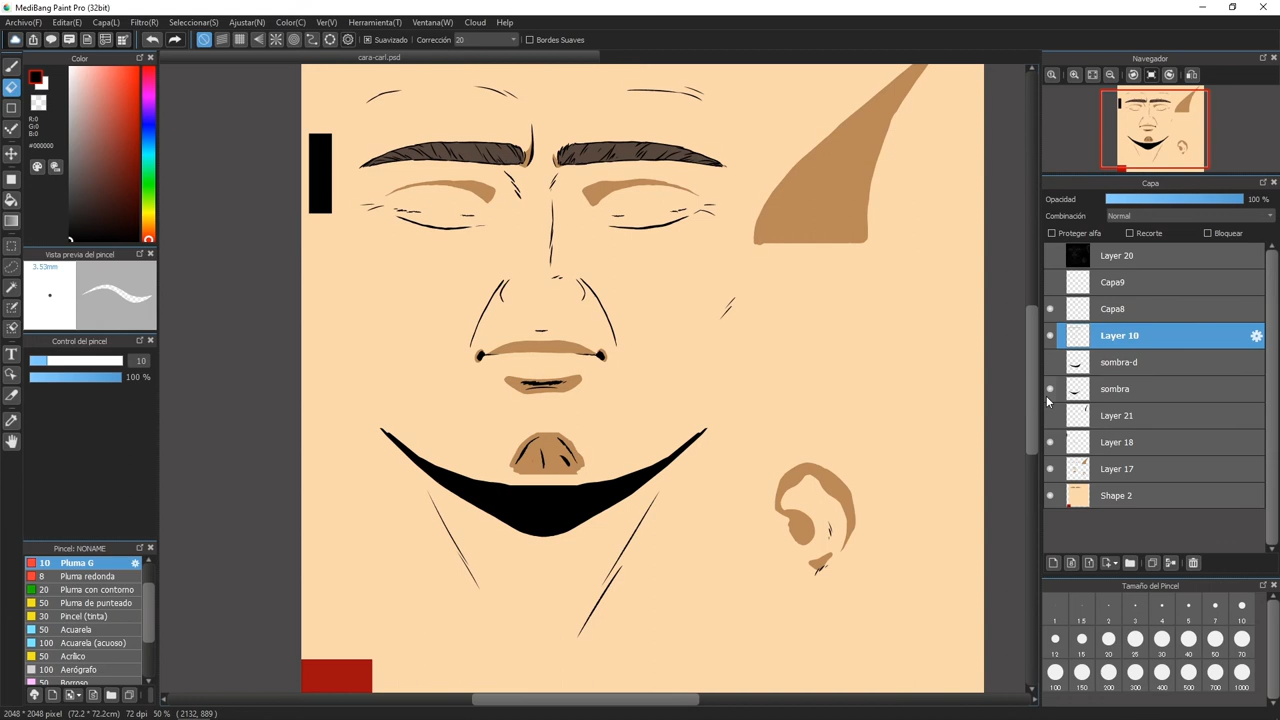 MediBang Paint Pro (32bit)
Archivo(F) Editar(E) Capa(L) Filtro(R) Seleccionar(S) Ajustar(N) Color(C) Ver(V) Herramienta(T) Ventana(W) Cloud Help
Suavizado Corrección 20 Bordes Suaves
Color
cara-carl.psd
Navegador
R:0
G:0
B:0
#000000
Capa
Opacidad 100 %
Combinación Normal
Proteger alfa Recorte Bloquear
Vista previa del pincel
3.53mm
Layer 20
Capa9
Capa8
Layer 10
sombra-d
sombra
Layer 21
Layer 18
Layer 17
Shape 2
Control del pincel
10
100 %
Pincel: NONAME
10 Pluma G
8 Pluma redonda
20 Pluma con contorno
50 Pluma de punteado
30 Pincel (tinta)
50 Acuarela
100 Acuarela (acuoso)
50 Acrílico
100 Aerógrafo
50 Borroso
Tamaño del Pincel
1 1.5 2 3 4 5 7 10
12 15 20 25 30 40 50 70
100 150 200 300 400 500 700 1000
2048 * 2048 pixel (72.2 * 72.2cm) 72 dpi 50 % ( 2132, 889 )